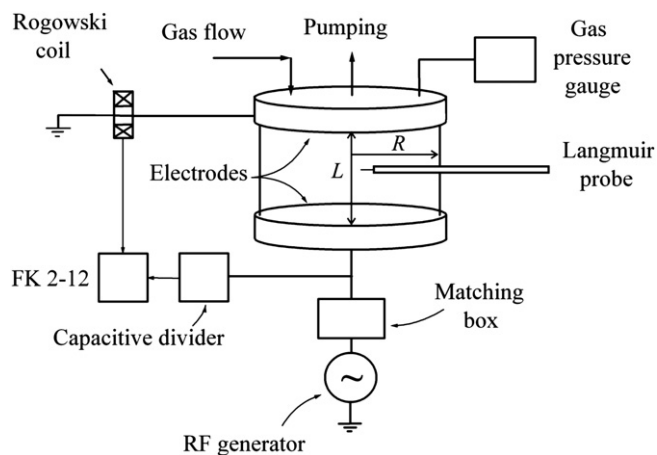 Rogowski
coil
Gas flow
Pumping
Gas
pressure
gauge
Electrodes
L
R
Langmuir
probe
FK 2-12
Capacitive divider
Matching
box
~
RF generator